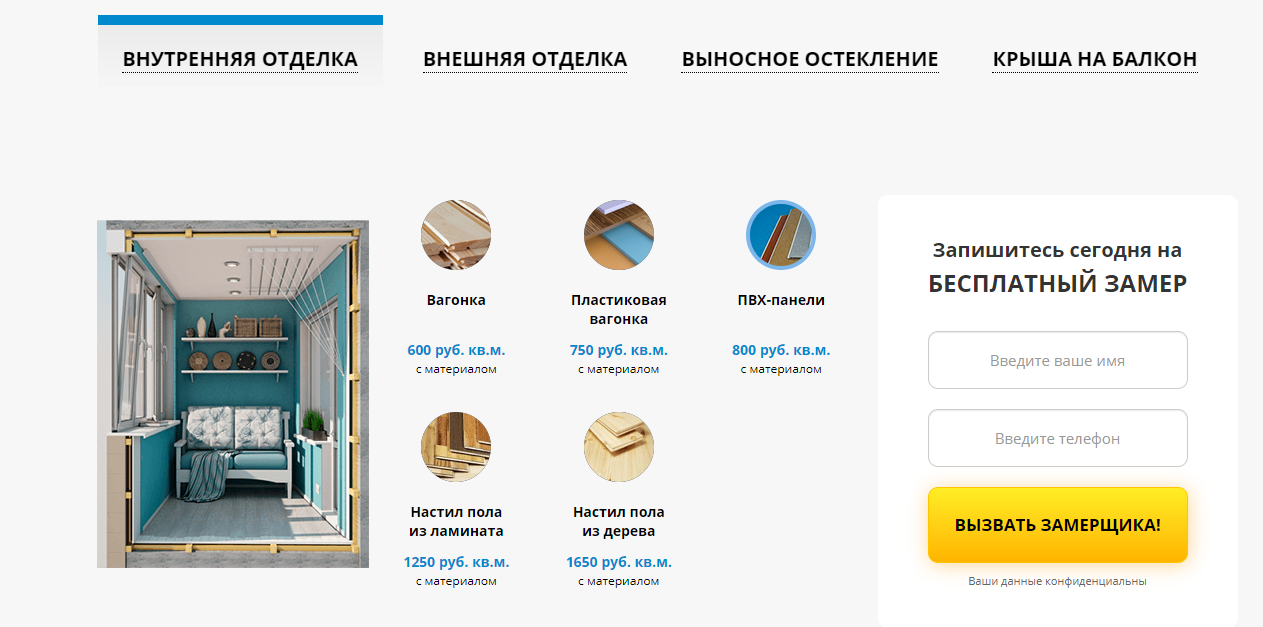 ВНУТРЕННЯЯ ОТДЕЛКА
ВНЕШНЯЯ ОТДЕЛКА
ВЫНОСНОЕ ОСТЕКЛЕНИЕ
КРЫША НА БАЛКОН
Вагонка
600 руб. кв.м.
с материалом
Пластиковая
вагонка
750 руб. кв.м.
с материалом
ПВХ-панели
800 руб. кв.м.
с материалом
Настил пола
из ламината
1250 руб. кв.м.
с материалом
Настил пола
из дерева
1650 руб. кв.м.
с материалом
Запишитесь сегодня на
БЕСПЛАТНЫЙ ЗАМЕР
Введите ваше имя
Введите телефон
ВЫЗВАТЬ ЗАМЕРЩИКА!
Ваши данные конфиденциальны